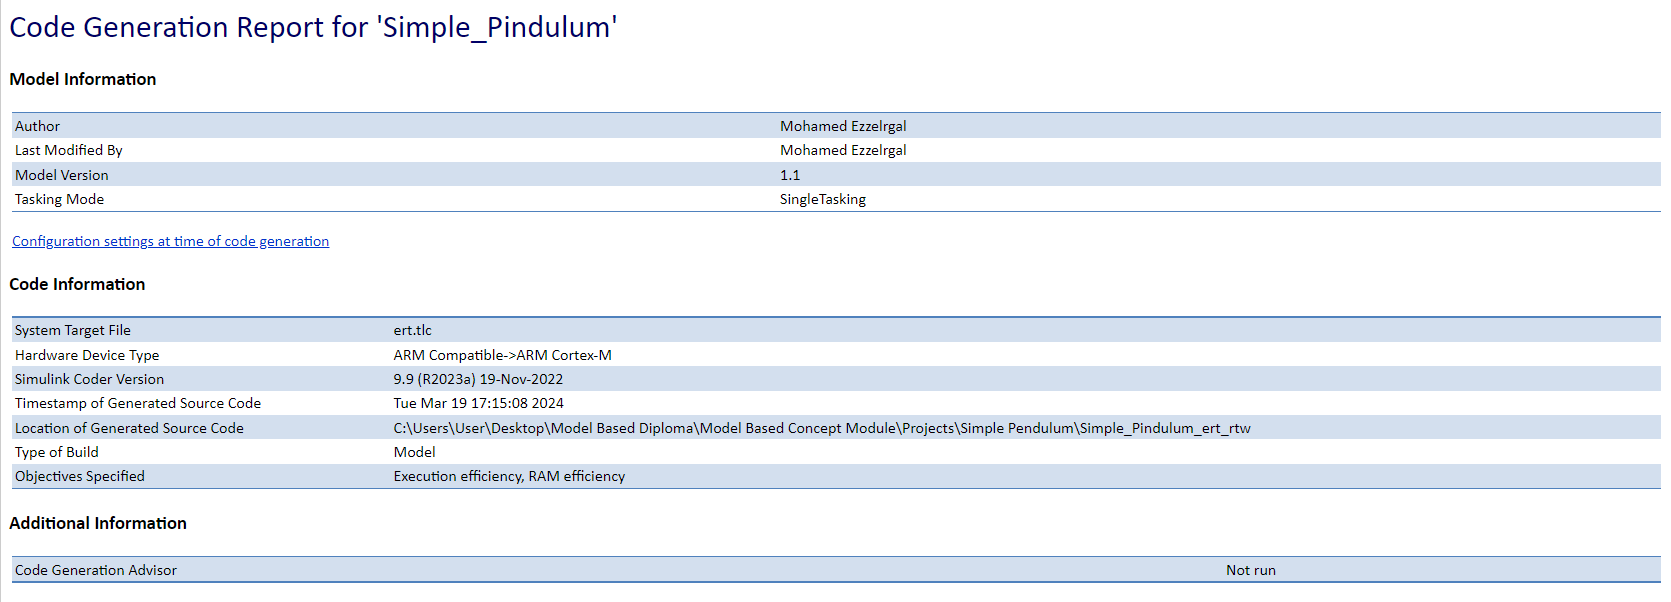 Code Generation Report for 'Simple_Pindulum'
Model Information
Author Mohamed Ezzelrgal
Last Modified By Mohamed Ezzelrgal
Model Version 1.1
Tasking Mode SingleTasking
Configuration settings at time of code generation
Code Information
System Target File ert.tlc
Hardware Device Type ARM Compatible->ARM Cortex-M
Simulink Coder Version 9.9 (R2023a) 19-Nov-2022
Timestamp of Generated Source Code Tue Mar 19 17:15:08 2024
Location of Generated Source Code C:\Users\User\Desktop\Model Based Diploma\Model Based Concept Module\Projects\Simple Pendulum\Simple_Pindulum_ert_rtw
Type of Build Model
Objectives Specified Execution efficiency, RAM efficiency
Additional Information
Code Generation Advisor Not run